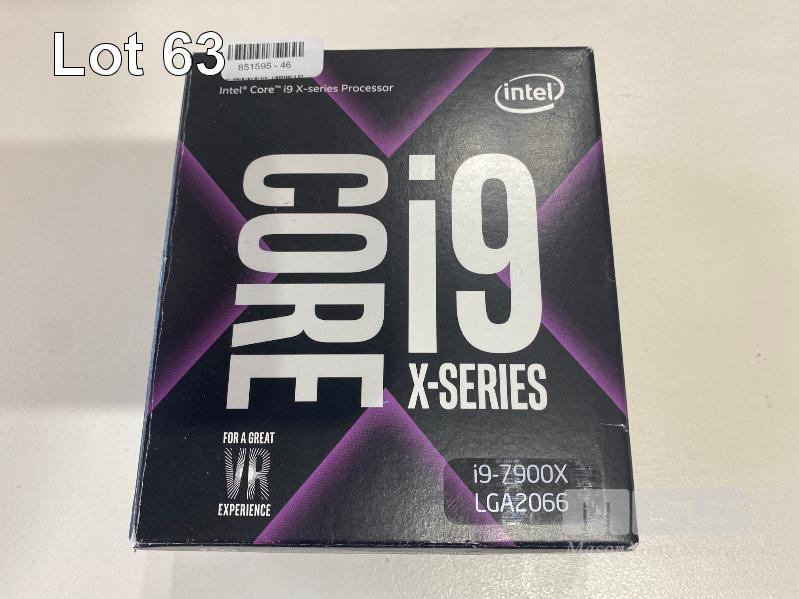 Lot 63
851595 - 46
Intel® Core™ i9 X-series Processor
intel
CORE
i9
X-SERIES
FOR A GREAT
VR
EXPERIENCE
i9-7900X
LGA2066